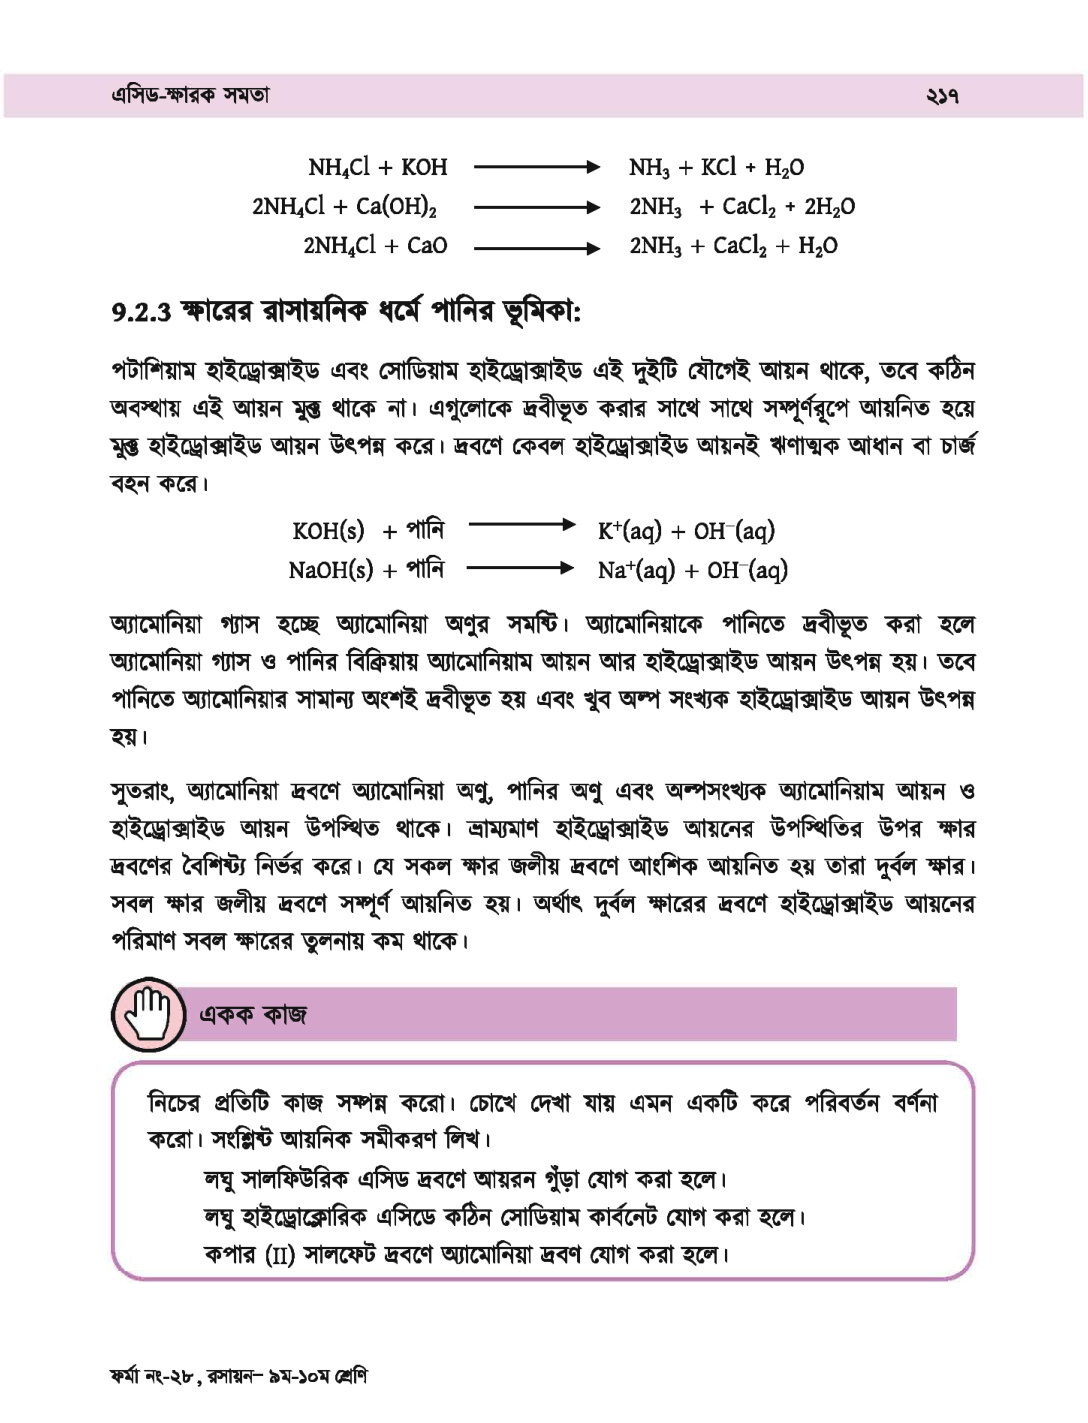 এসিড-ক্ষারক সমতা ২১৭
NH₄Cl + KOH ⟶ NH₃ + KCl + H₂O
2NH₄Cl + Ca(OH)₂ ⟶ 2NH₃ + CaCl₂ + 2H₂O
2NH₄Cl + CaO ⟶ 2NH₃ + CaCl₂ + H₂O
9.2.3 ক্ষারের রাসায়নিক ধর্মে পানির ভূমিকা:
পটাশিয়াম হাইড্রোক্সাইড এবং সোডিয়াম হাইড্রোক্সাইড এই দুইটি যৌগেই আয়ন থাকে, তবে কঠিন
অবস্থায় এই আয়ন মুক্ত থাকে না। এগুলোকে দ্রবীভূত করার সাথে সাথে সম্পূর্ণরূপে আয়নিত হয়ে
মুক্ত হাইড্রোক্সাইড আয়ন উৎপন্ন করে। দ্রবণে কেবল হাইড্রোক্সাইড আয়নই ঋণাত্মক আধান বা চার্জ
বহন করে।
KOH(s) + পানি ⟶ K⁺(aq) + OH⁻(aq)
NaOH(s) + পানি ⟶ Na⁺(aq) + OH⁻(aq)
অ্যামোনিয়া গ্যাস হচ্ছে অ্যামোনিয়া অণুর সমষ্টি। অ্যামোনিয়াকে পানিতে দ্রবীভূত করা হলে
অ্যামোনিয়া গ্যাস ও পানির বিক্রিয়ায় অ্যামোনিয়াম আয়ন আর হাইড্রোক্সাইড আয়ন উৎপন্ন হয়। তবে
পানিতে অ্যামোনিয়ার সামান্য অংশই দ্রবীভূত হয় এবং খুব অল্প সংখ্যক হাইড্রোক্সাইড আয়ন উৎপন্ন
হয়।
সুতরাং, অ্যামোনিয়া দ্রবণে অ্যামোনিয়া অণু, পানির অণু এবং অল্পসংখ্যক অ্যামোনিয়াম আয়ন ও
হাইড্রোক্সাইড আয়ন উপস্থিত থাকে। ভ্রাম্যমাণ হাইড্রোক্সাইড আয়নের উপস্থিতির উপর ক্ষার
দ্রবণের বৈশিষ্ট্য নির্ভর করে। যে সকল ক্ষার জলীয় দ্রবণে আংশিক আয়নিত হয় তারা দুর্বল ক্ষার।
সবল ক্ষার জলীয় দ্রবণে সম্পূর্ণ আয়নিত হয়। অর্থাৎ দুর্বল ক্ষারের দ্রবণে হাইড্রোক্সাইড আয়নের
পরিমাণ সবল ক্ষারের তুলনায় কম থাকে।
একক কাজ
নিচের প্রতিটি কাজ সম্পন্ন করো। চোখে দেখা যায় এমন একটি করে পরিবর্তন বর্ণনা
করো। সংশ্লিষ্ট আয়নিক সমীকরণ লিখ।
লঘু সালফিউরিক এসিড দ্রবণে আয়রন গুঁড়া যোগ করা হলে।
লঘু হাইড্রোক্লোরিক এসিডে কঠিন সোডিয়াম কার্বনেট যোগ করা হলে।
কপার (II) সালফেট দ্রবণে অ্যামোনিয়া দ্রবণ যোগ করা হলে।
ফর্মা নং-২৮, রসায়ন– ৯ম-১০ম শ্রেণি